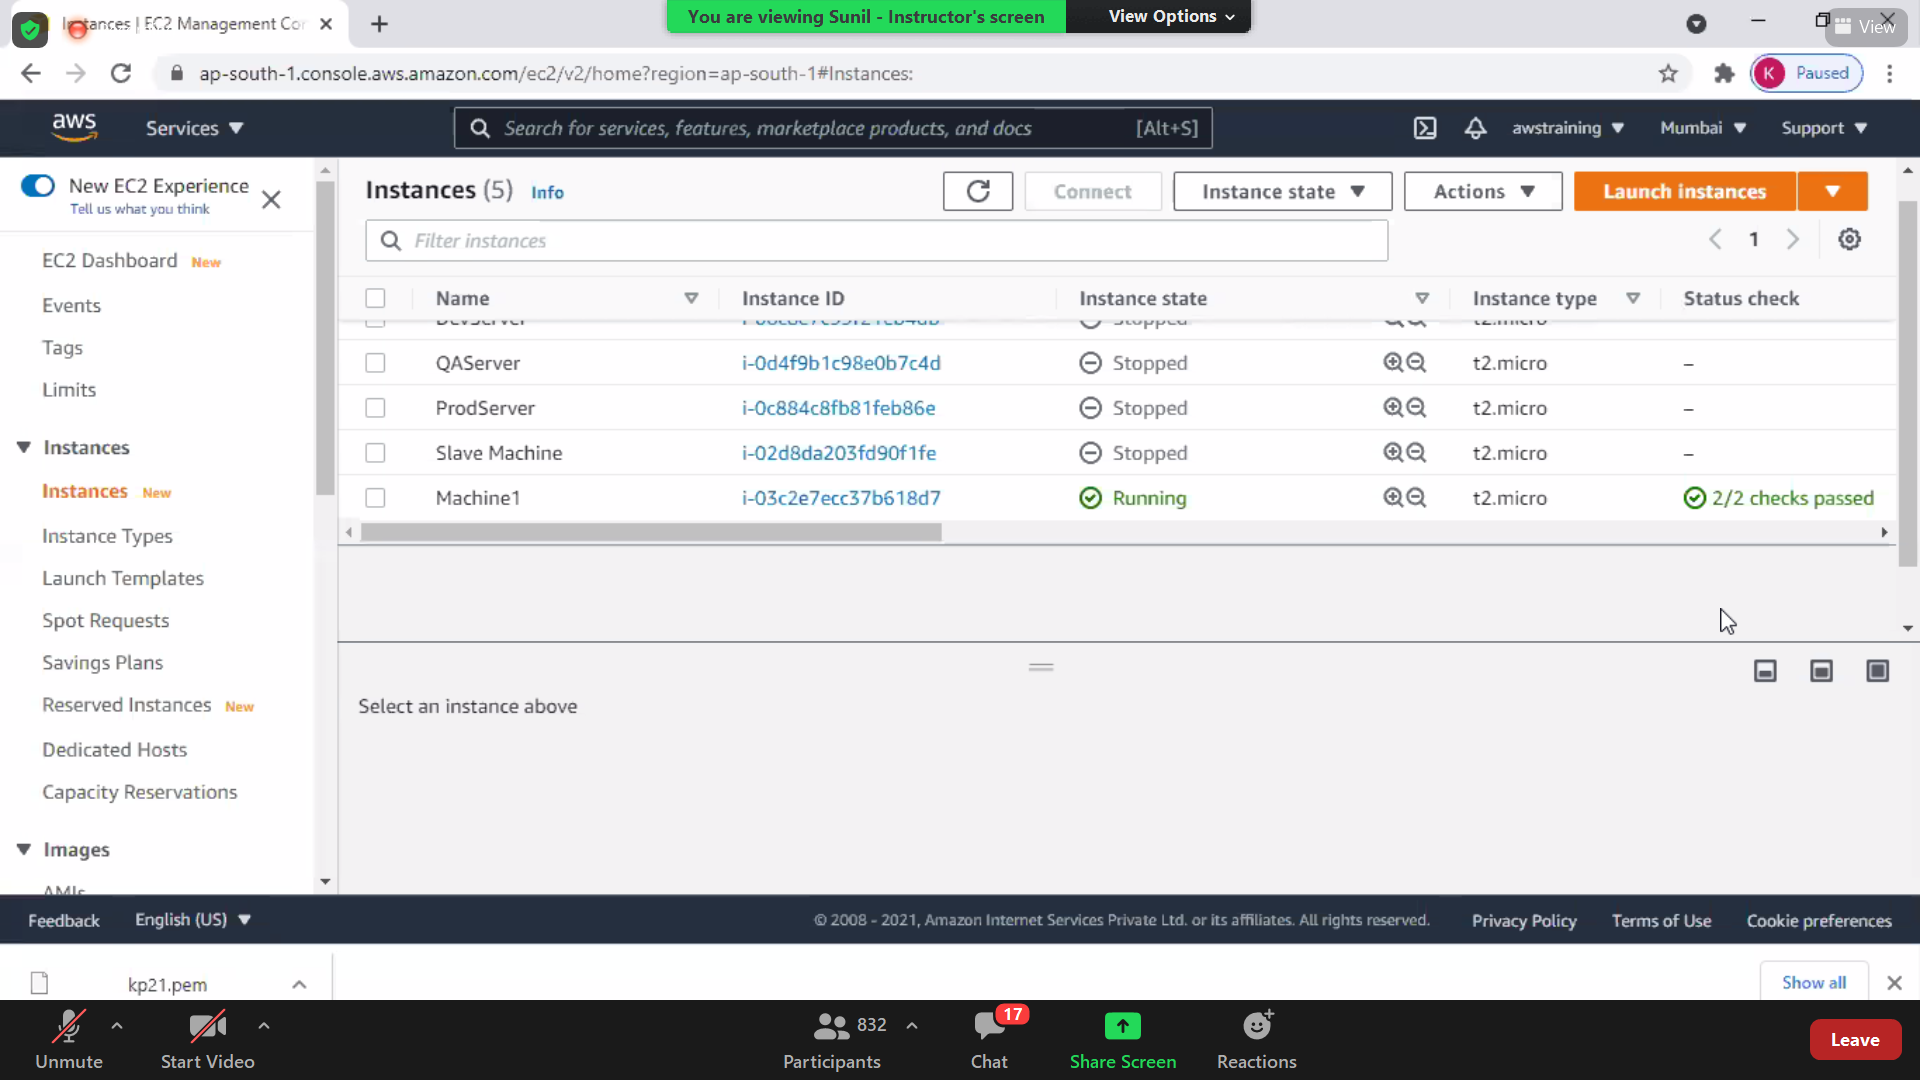 Instances | EC2 Management Cor
You are viewing Sunil - Instructor's screen
View Options
View
ap-south-1.console.aws.amazon.com/ec2/v2/home?region=ap-south-1#Instances:
K Paused
aws
Services
Search for services, features, marketplace products, and docs [Alt+S]
awstraining
Mumbai
Support
New EC2 Experience
Tell us what you think
EC2 Dashboard New
Events
Tags
Limits
Instances
Instances New
Instance Types
Launch Templates
Spot Requests
Savings Plans
Reserved Instances New
Dedicated Hosts
Capacity Reservations
Images
AMIs
Instances (5) Info
Connect
Instance state
Actions
Launch instances
Filter instances
1
Name Instance ID Instance state Instance type Status check
DevServer Stopped t2.micro
QAServer i-0d4f9b1c98e0b7c4d Stopped t2.micro –
ProdServer i-0c884c8fb81feb86e Stopped t2.micro –
Slave Machine i-02d8da203fd90f1fe Stopped t2.micro –
Machine1 i-03c2e7ecc37b618d7 Running t2.micro 2/2 checks passed
Select an instance above
Feedback English (US) © 2008 - 2021, Amazon Internet Services Private Ltd. or its affiliates. All rights reserved. Privacy Policy Terms of Use Cookie preferences
kp21.pem
Show all
Unmute
Start Video
832
Participants
17
Chat
Share Screen
Reactions
Leave